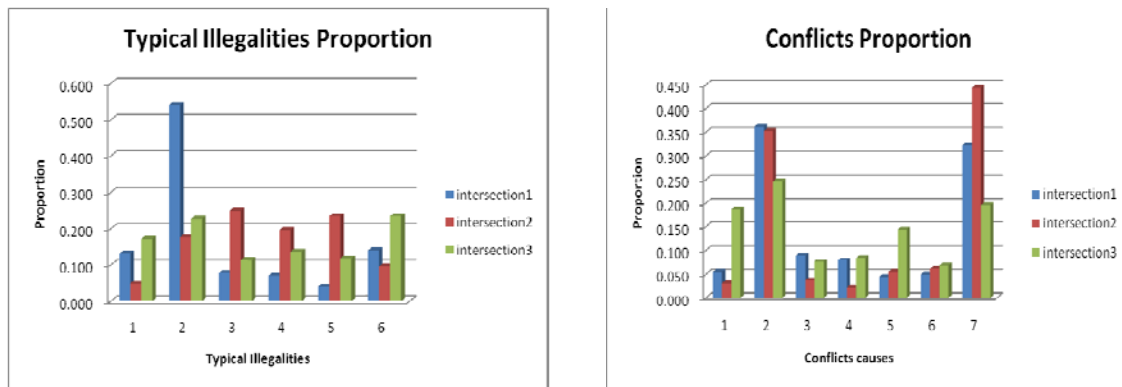 Typical Illegalities Proportion
0.600
0.500
0.400
0.300
0.200
0.100
0.000
Proportion
1 2 3 4 5 6
Typical Illegalities
intersection1
intersection2
intersection3
Conflicts Proportion
0.450
0.400
0.350
0.300
0.250
0.200
0.150
0.100
0.050
0.000
Proportion
1 2 3 4 5 6 7
Conflicts causes
intersection1
intersection2
intersection3